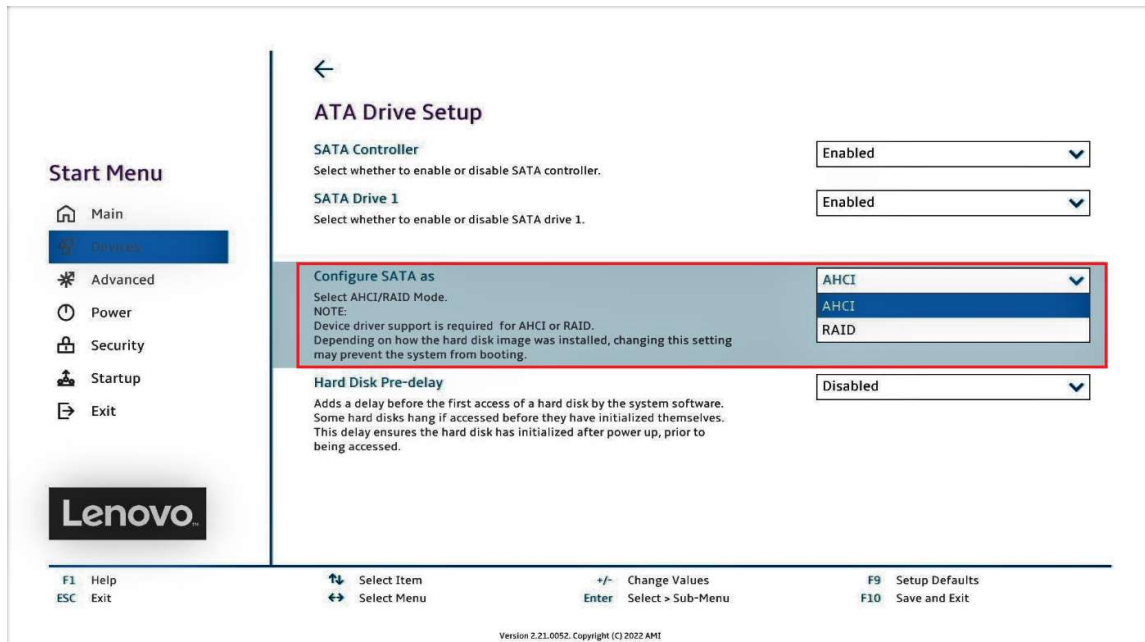 ATA Drive Setup
SATA Controller
Enabled
Select whether to enable or disable SATA controller.
Start Menu
SATA Drive 1
Enabled
Select whether to enable or disable SATA drive 1.
Main
Devices
Advanced
Power
Security
Startup
Exit
Configure SATA as
AHCI
Select AHCI/RAID Mode.
AHCI
NOTE:
Device driver support is required for AHCI or RAID.
RAID
Depending on how the hard disk image was installed, changing this setting
may prevent the system from booting.
Hard Disk Pre-delay
Disabled
Adds a delay before the first access of a hard disk by the system software.
Some hard disks hang if accessed before they have initialized themselves.
This delay ensures the hard disk has initialized after power up, prior to
being accessed.
Lenovo™
F1 Help
ESC Exit
↑↓ Select Item
↔ Select Menu
+/- Change Values
Enter Select > Sub-Menu
F9 Setup Defaults
F10 Save and Exit
Version 2.21.0052. Copyright (C) 2022 AMI